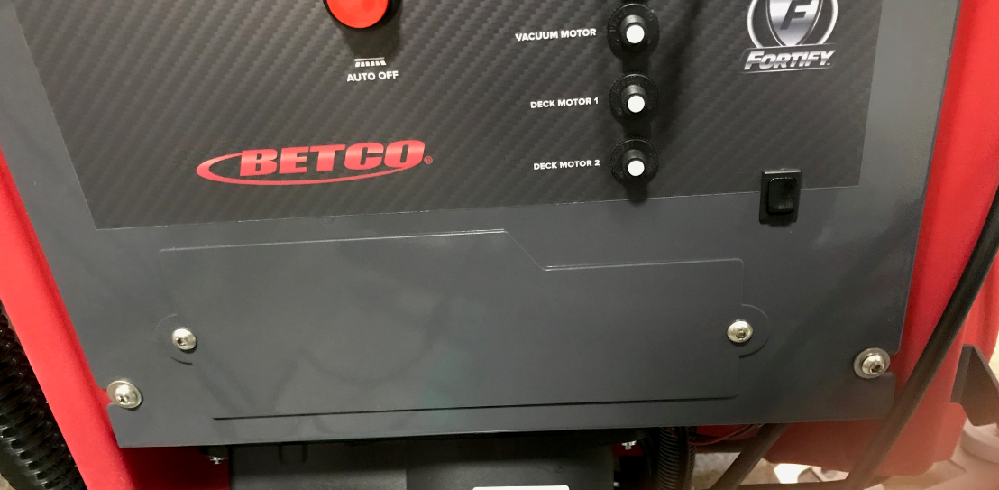 VACUUM MOTOR
F
FORTIFY
AUTO OFF
DECK MOTOR 1
BETCO®
DECK MOTOR 2